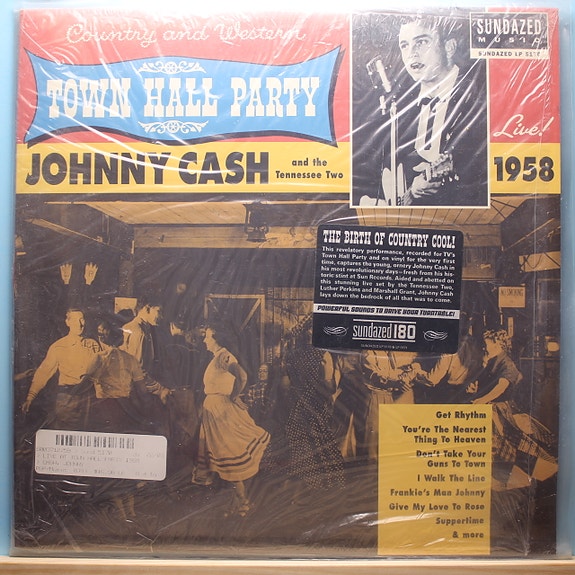 Country and Western
TOWN HALL PARTY
SUNDAZED
MUSIC
SUNDAZED LP
Live!
JOHNNY CASH
and the
Tennessee Two
1958
THE BIRTH OF COUNTRY COOL!
This revelatory performance, recorded for TV's
Town Hall Party and on vinyl for the very first
time, captures the young, ornery Johnny Cash in
his most revolutionary days—fresh from his his-
toric stint at Sun Records. Aided and abetted on
this stunning live set by the Tennessee Two,
Luther Perkins and Marshall Grant, Johnny Cash
lays down the bedrock of all that was to come.
POWERFUL SOUNDS TO DRIVE YOUR TURNTABLE!
sundazed 180
NO SMOKING
Get Rhythm
You're The Nearest
Thing To Heaven
Don't Take Your
Guns To Town
I Walk The Line
Frankie's Man Johnny
Give My Love To Rose
Suppertime
& more